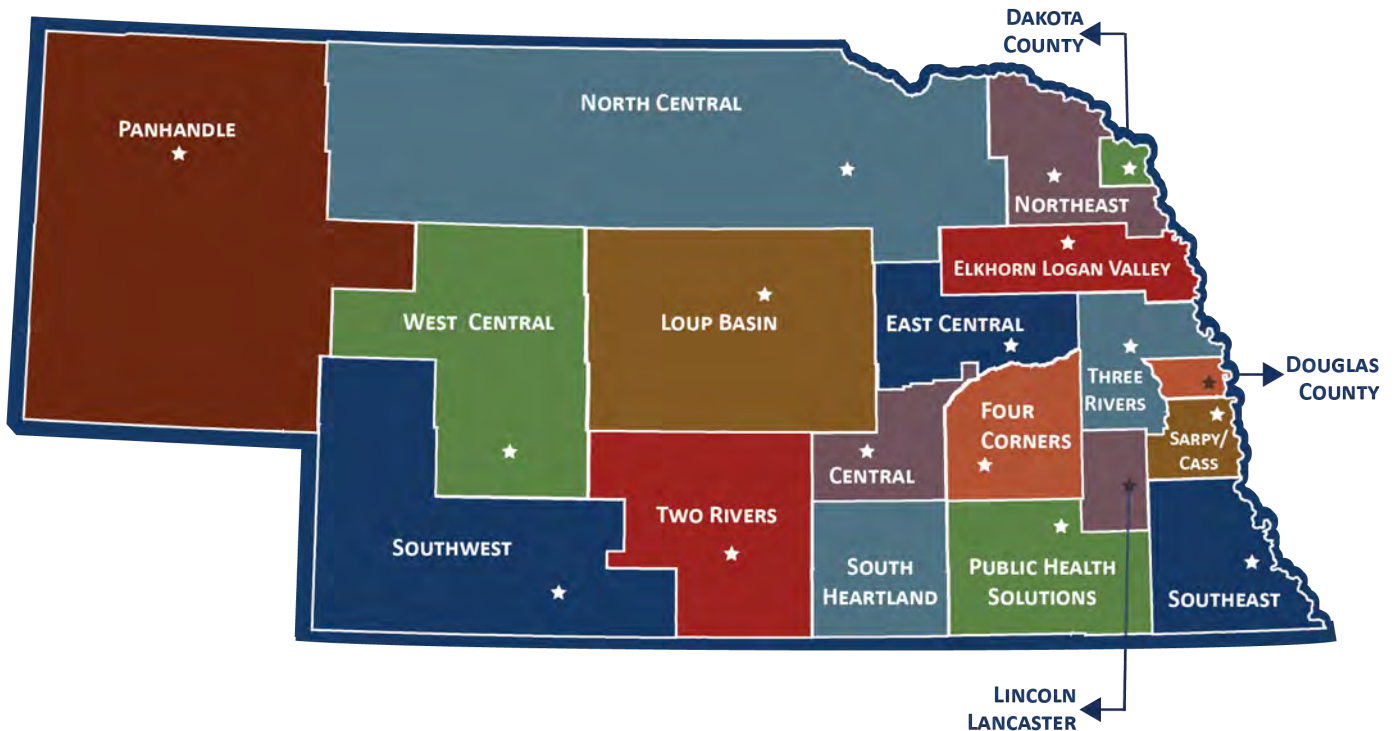 DAKOTA
COUNTY
NORTH CENTRAL
PANHANDLE
NORTHEAST
ELKHORN LOGAN VALLEY
WEST CENTRAL
LOUP BASIN
EAST CENTRAL
DOUGLAS
COUNTY
THREE
RIVERS
FOUR
CORNERS
SARPY/
CASS
CENTRAL
TWO RIVERS
SOUTHWEST
SOUTH
HEARTLAND
PUBLIC HEALTH
SOLUTIONS
SOUTHEAST
LINCOLN
LANCASTER